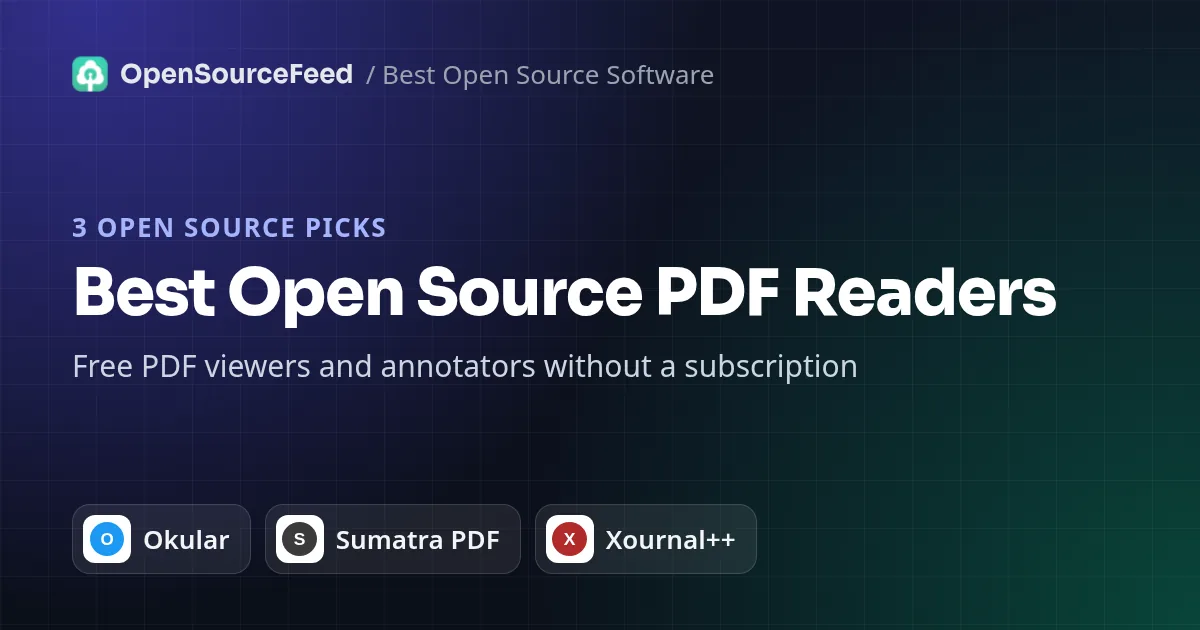 OpenSourceFeed / Best Open Source Software
3 OPEN SOURCE PICKS
Best Open Source PDF Readers
Free PDF viewers and annotators without a subscription
O Okular S Sumatra PDF X Xournal++